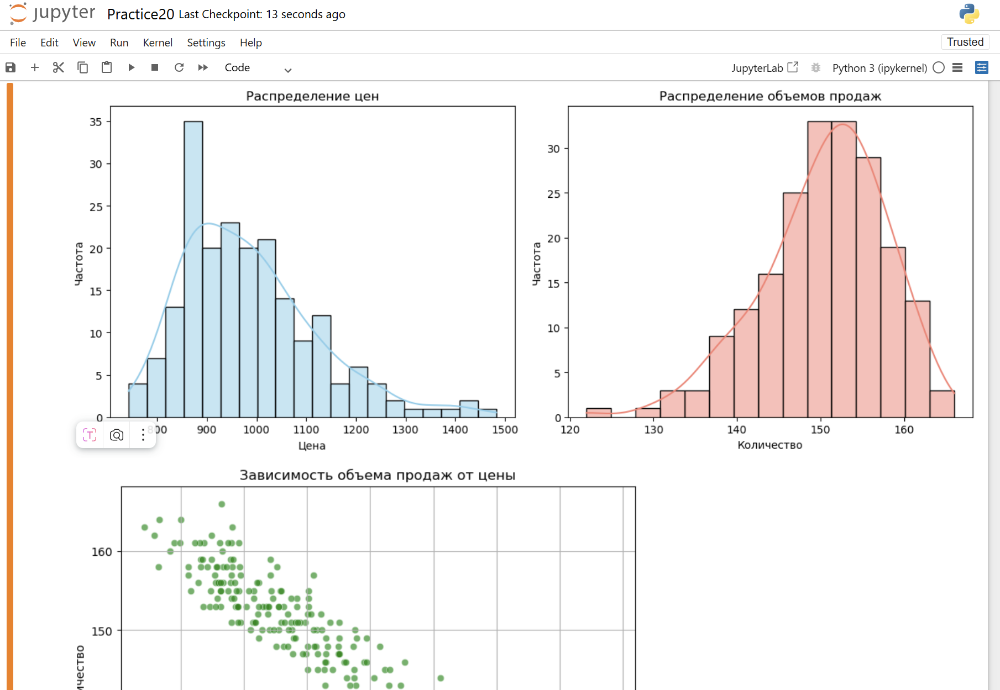 jupyter Practice20 Last Checkpoint: 13 seconds ago
File Edit View Run Kernel Settings Help Trusted
Code JupyterLab Python 3 (ipykernel)
Распределение цен
35
30
25
20
15
10
5
0
Частота
900 1000 1100 1200 1300 1400 1500
Цена
Распределение объемов продаж
30
25
20
15
10
5
0
Частота
120 130 140 150 160
Количество
Зависимость объема продаж от цены
160
150